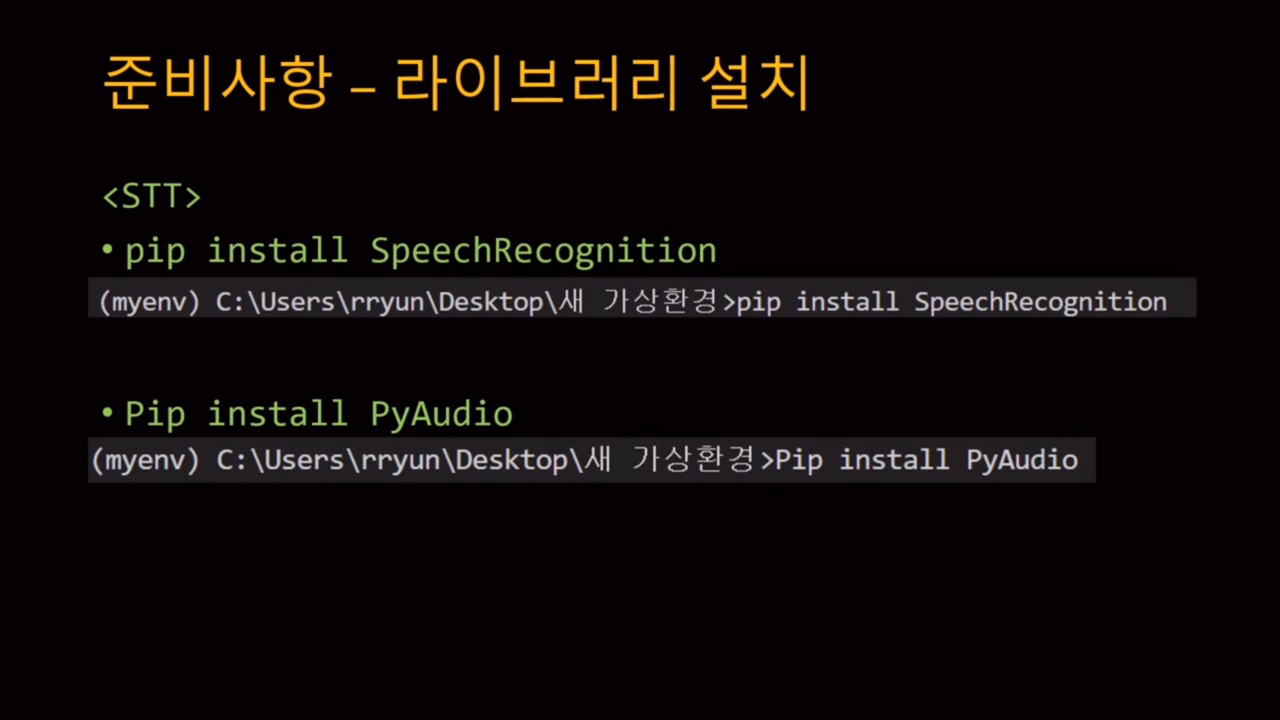 준비사항 – 라이브러리 설치
<STT>
• pip install SpeechRecognition
(myenv) C:\Users\rryun\Desktop\새 가상환경>pip install SpeechRecognition
• Pip install PyAudio
(myenv) C:\Users\rryun\Desktop\새 가상환경>Pip install PyAudio